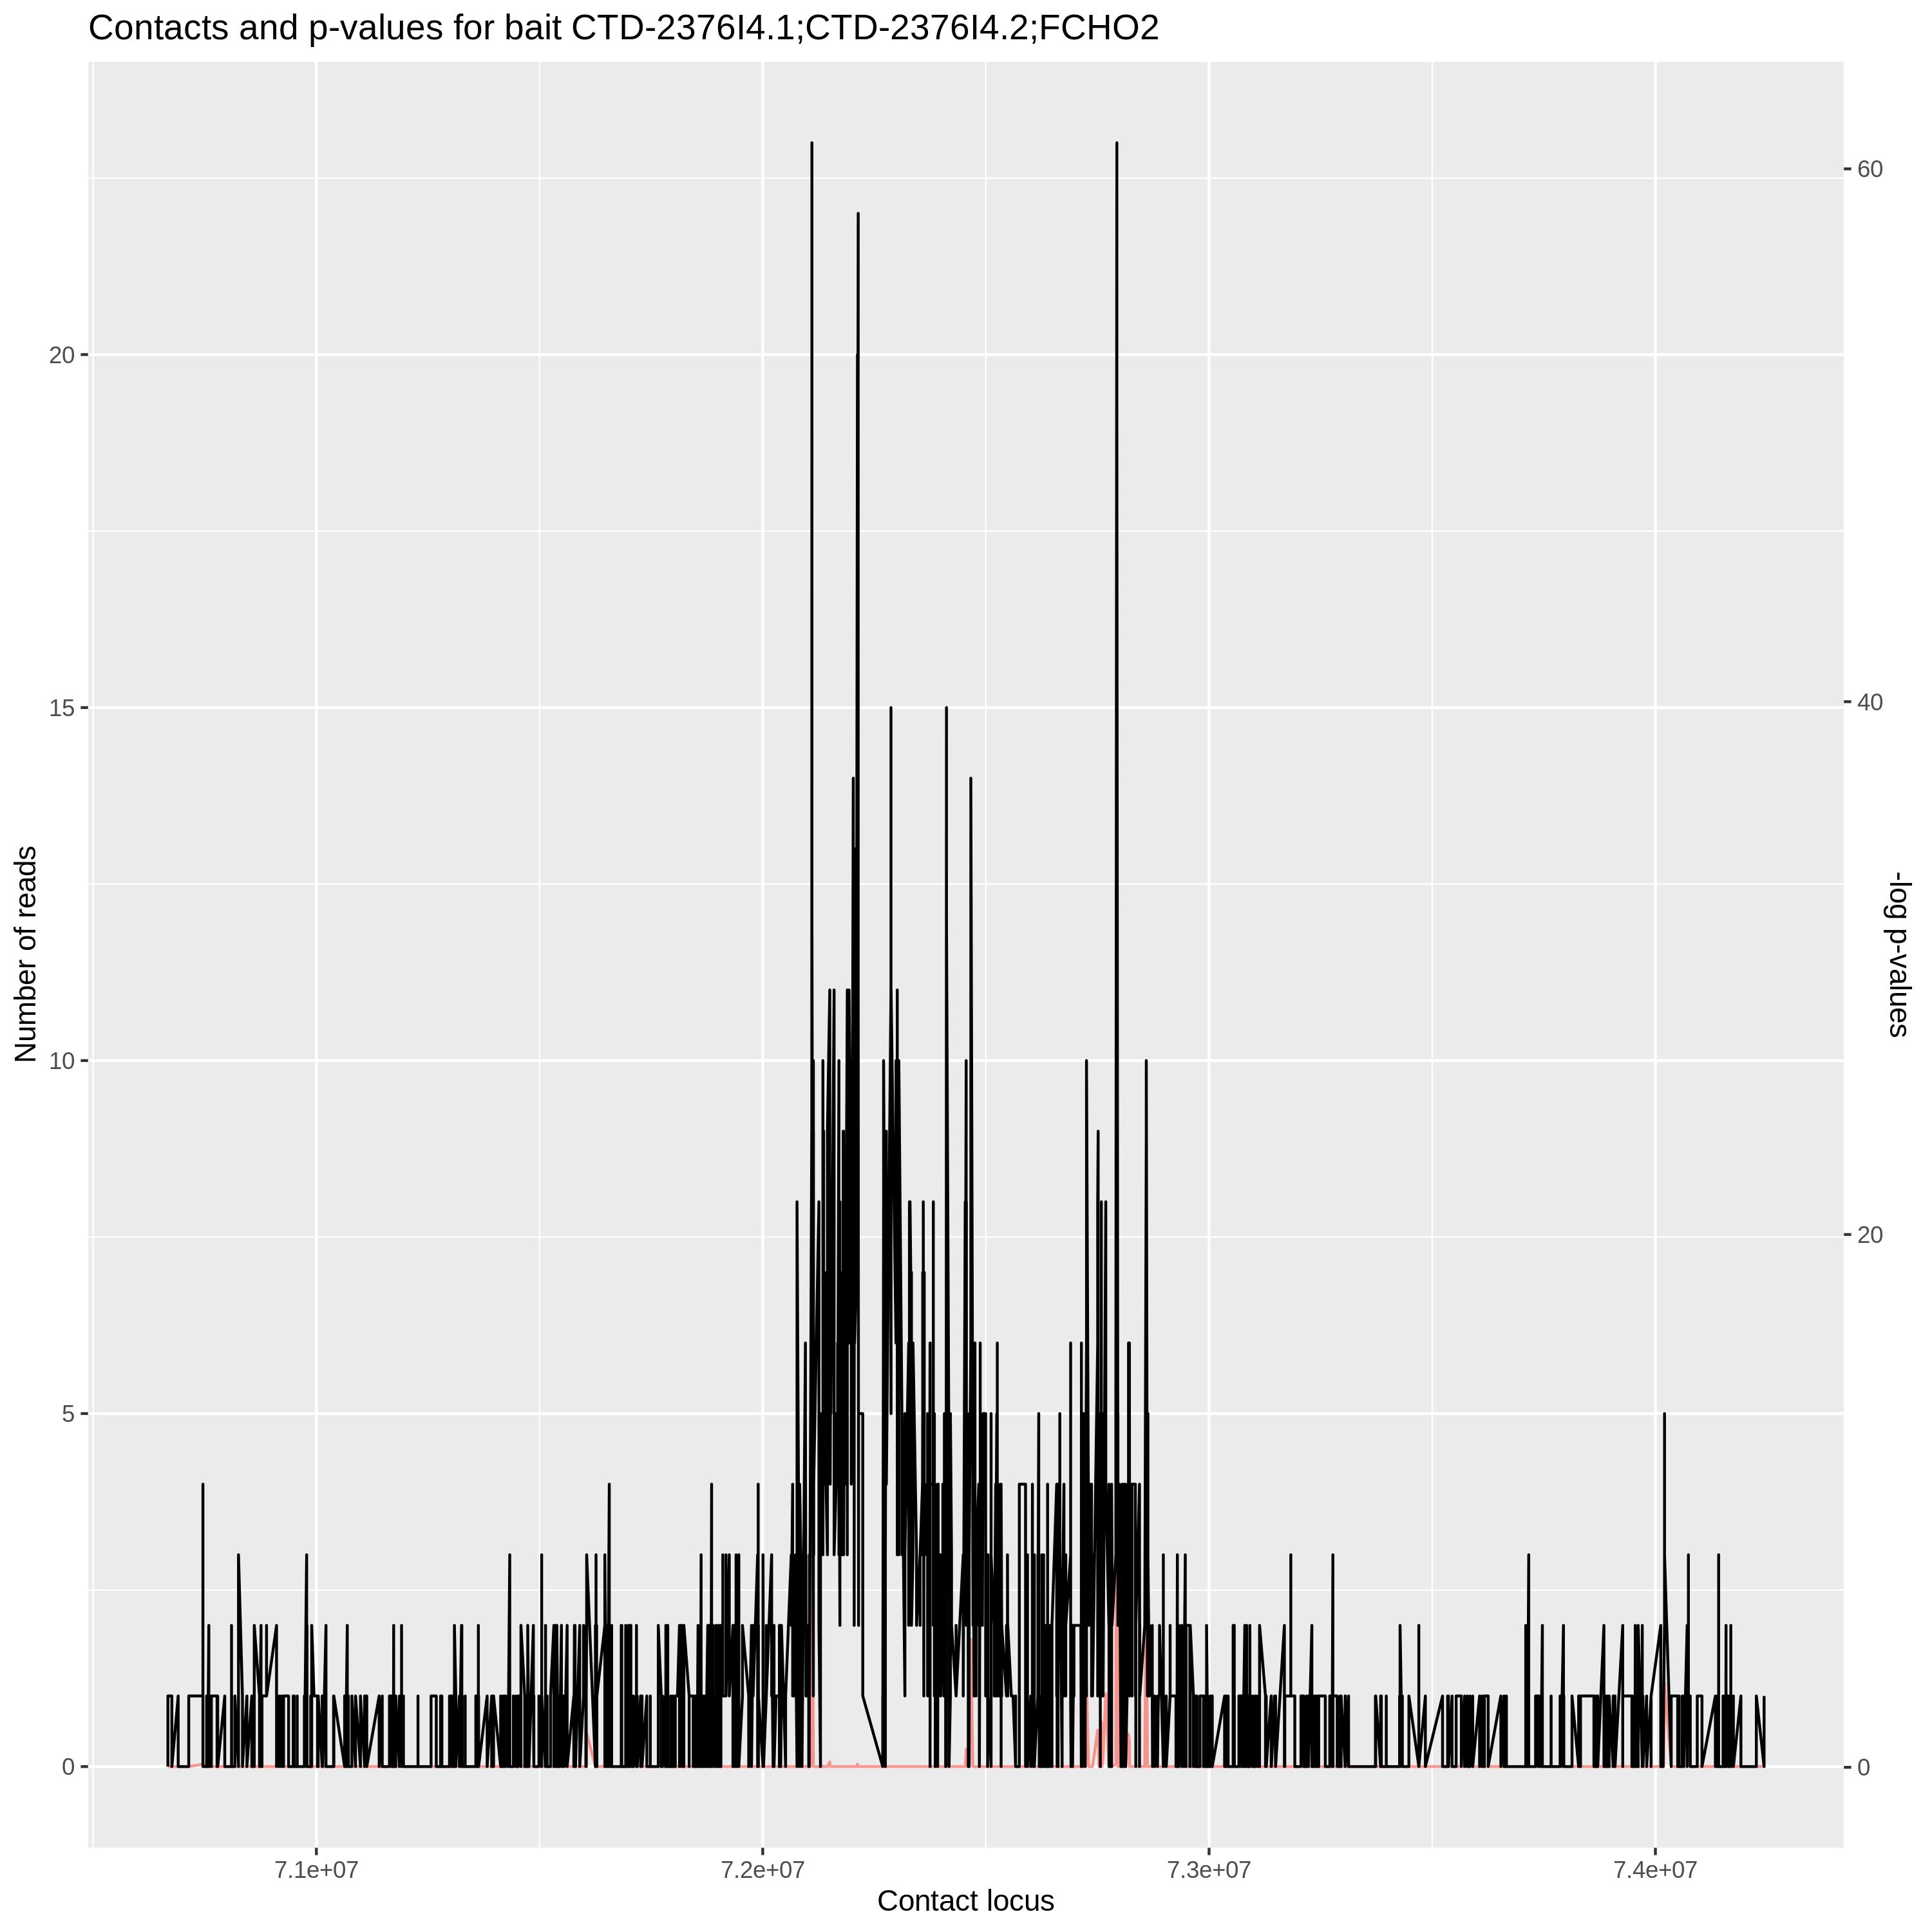 Contacts and p-values for bait CTD-2376I4.1;CTD-2376I4.2;FCHO2
Number of reads
20
15
10
5
0
60
40
20
0
-log p-values
7.1e+07 7.2e+07 7.3e+07 7.4e+07
Contact locus